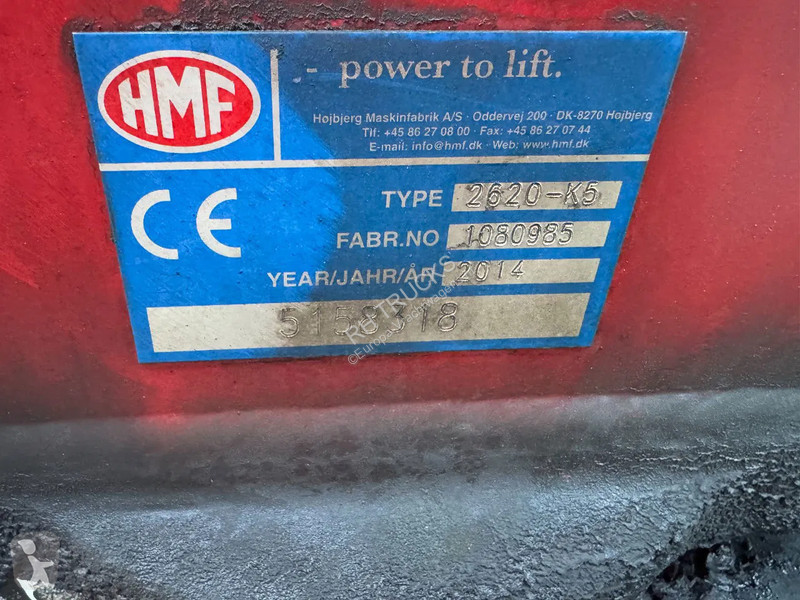 HMF
- power to lift.
Højbjerg Maskinfabrik A/S · Oddervej 200 · DK-8270 Højbjerg
Tlf: +45 86 27 08 00 · Fax: +45 86 27 07 44
E-mail: info@hmf.dk · Web: www.hmf.dk
CE
TYPE 2620-K5
FABR.NO 1080985
YEAR/JAHR/ÅR 2014
5158318
TRUCKS